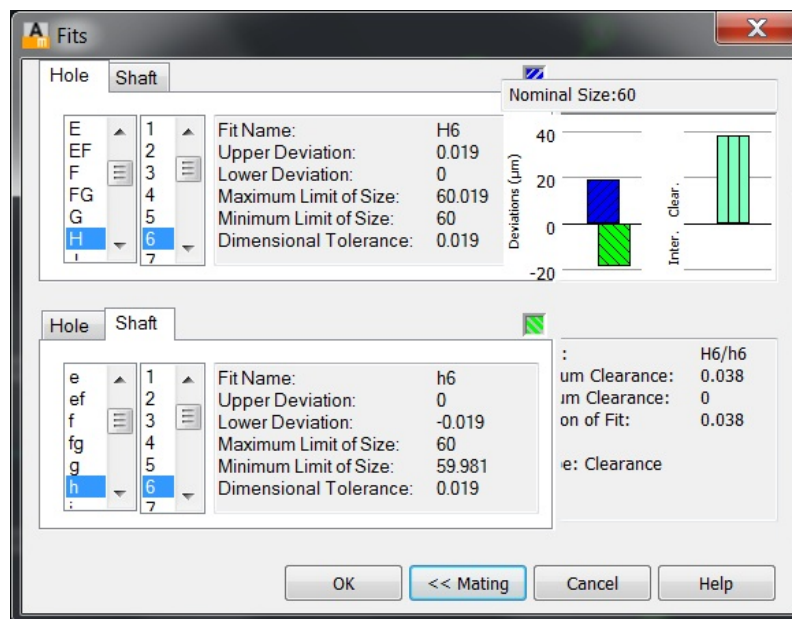 Fits
Hole Shaft
Nominal Size:60
E
EF
F
FG
G
H
1
2
3
4
5
6
7
Fit Name: H6
Upper Deviation: 0.019
Lower Deviation: 0
Maximum Limit of Size: 60.019
Minimum Limit of Size: 60
Dimensional Tolerance: 0.019
Deviations (µm)
40
20
0
-20
Inter. Clear.
Hole Shaft
e
ef
f
fg
g
h
1
2
3
4
5
6
7
Fit Name: h6
Upper Deviation: 0
Lower Deviation: -0.019
Maximum Limit of Size: 60
Minimum Limit of Size: 59.981
Dimensional Tolerance: 0.019
: H6/h6
um Clearance: 0.038
um Clearance: 0
on of Fit: 0.038
e: Clearance
OK << Mating Cancel Help